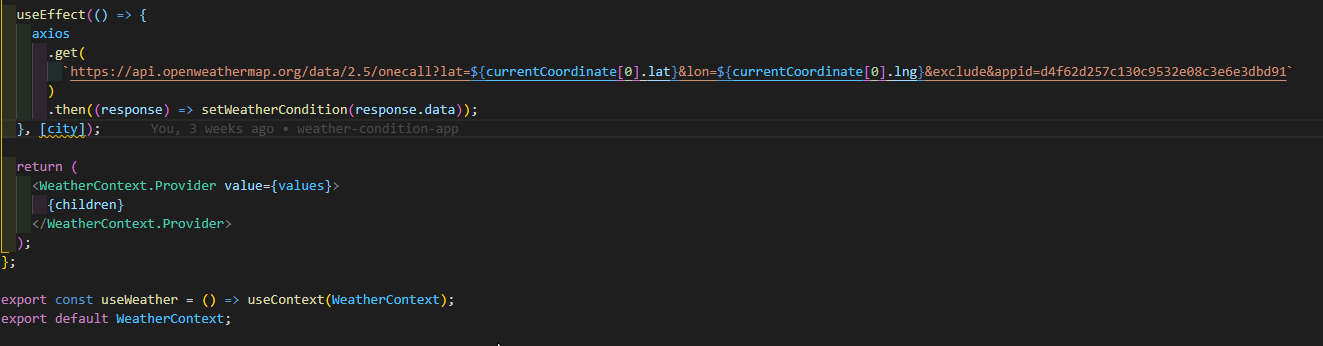 useEffect(() => {
axios
.get(
`https://api.openweathermap.org/data/2.5/onecall?lat=${currentCoordinate[0].lat}&lon=${currentCoordinate[0].lng}&exclude&appid=d4f62d257c130c9532e08c3e6e3dbd91`
)
.then((response) => setWeatherCondition(response.data));
}, [city]); You, 3 weeks ago • weather-condition-app
return (
<WeatherContext.Provider value={values}>
{children}
</WeatherContext.Provider>
);
};
export const useWeather = () => useContext(WeatherContext);
export default WeatherContext;